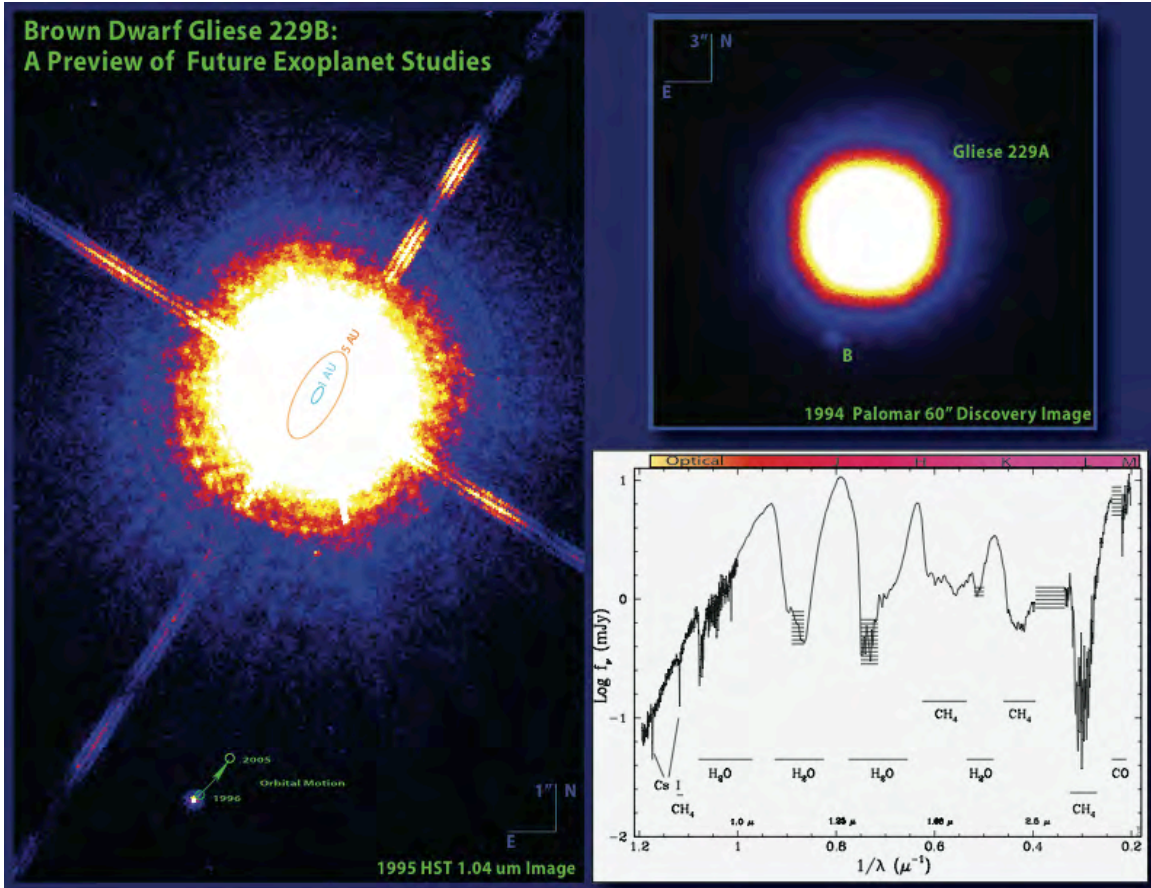 Brown Dwarf Gliese 229B:
A Preview of Future Exoplanet Studies
5 AU
1 AU
2005
Orbital Motion
1996
1" N
E
1995 HST 1.04 um Image
3" N
E
Gliese 229A
B
1994 Palomar 60" Discovery Image
Optical J H K L M
1
0
-1
-2
Log fν (mJy)
CH4 CH4
H2O H2O H2O H2O CO
Cs I
CH4 CH4
1.0 μ 1.25 μ 1.66 μ 2.5 μ
1.2 1 0.8 0.6 0.4 0.2
1/λ (μ⁻¹)